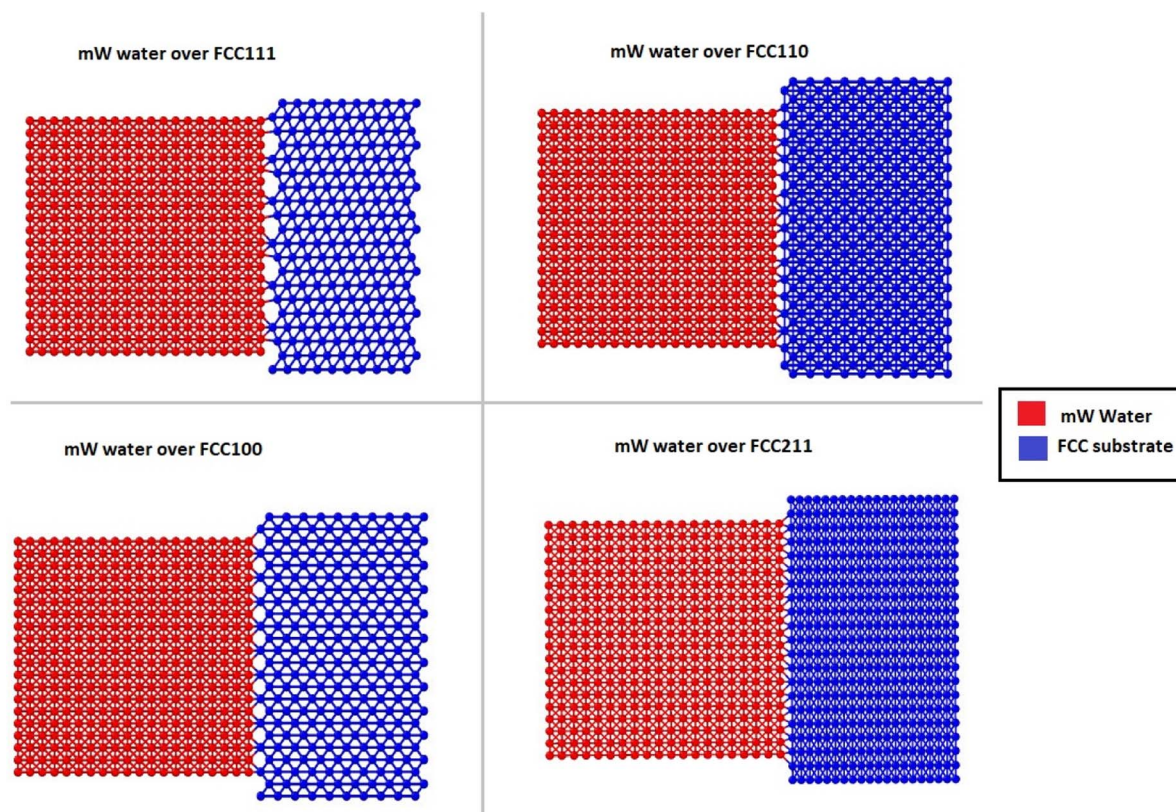 mW water over FCC111
mW water over FCC110
mW Water
FCC substrate
mW water over FCC100
mW water over FCC211